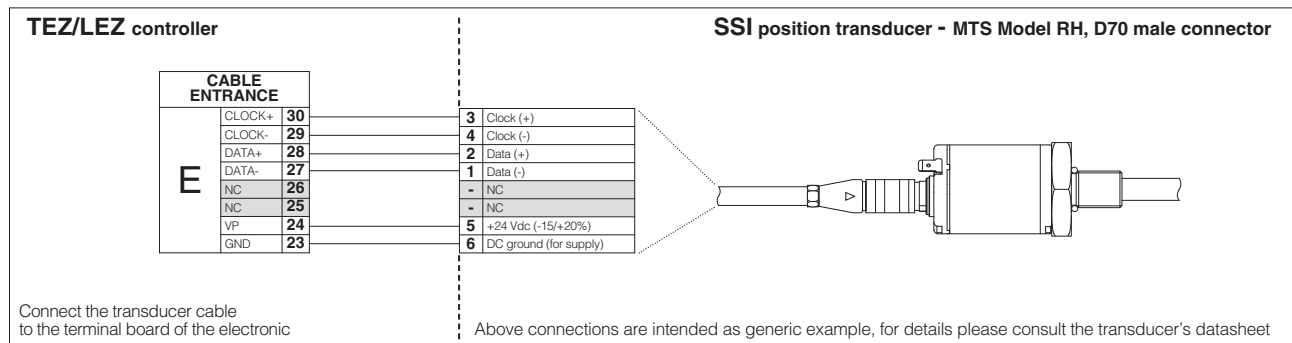 TEZ/LEZ controller
SSI position transducer - MTS Model RH, D70 male connector
CABLE
ENTRANCE
E
CLOCK+ 30
CLOCK- 29
DATA+ 28
DATA- 27
NC 26
NC 25
VP 24
GND 23
3 Clock (+)
4 Clock (-)
2 Data (+)
1 Data (-)
- NC
- NC
5 +24 Vdc (-15/+20%)
6 DC ground (for supply)
Connect the transducer cable
to the terminal board of the electronic
Above connections are intended as generic example, for details please consult the transducer's datasheet